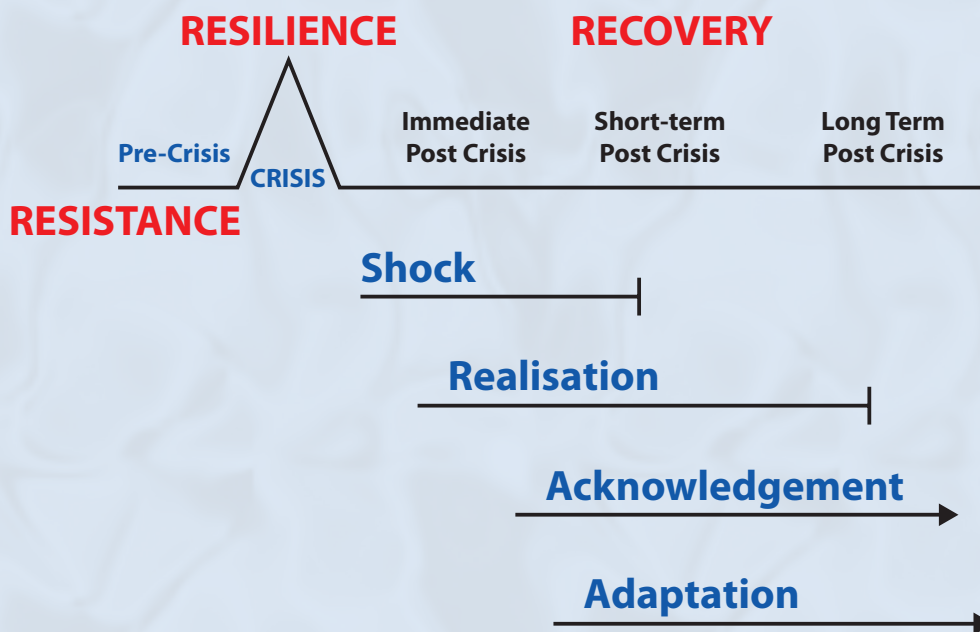 RESILIENCE RECOVERY
Immediate Short-term Long Term
Pre-Crisis Post Crisis Post Crisis Post Crisis
CRISIS
RESISTANCE
Shock
Realisation
Acknowledgement
Adaptation